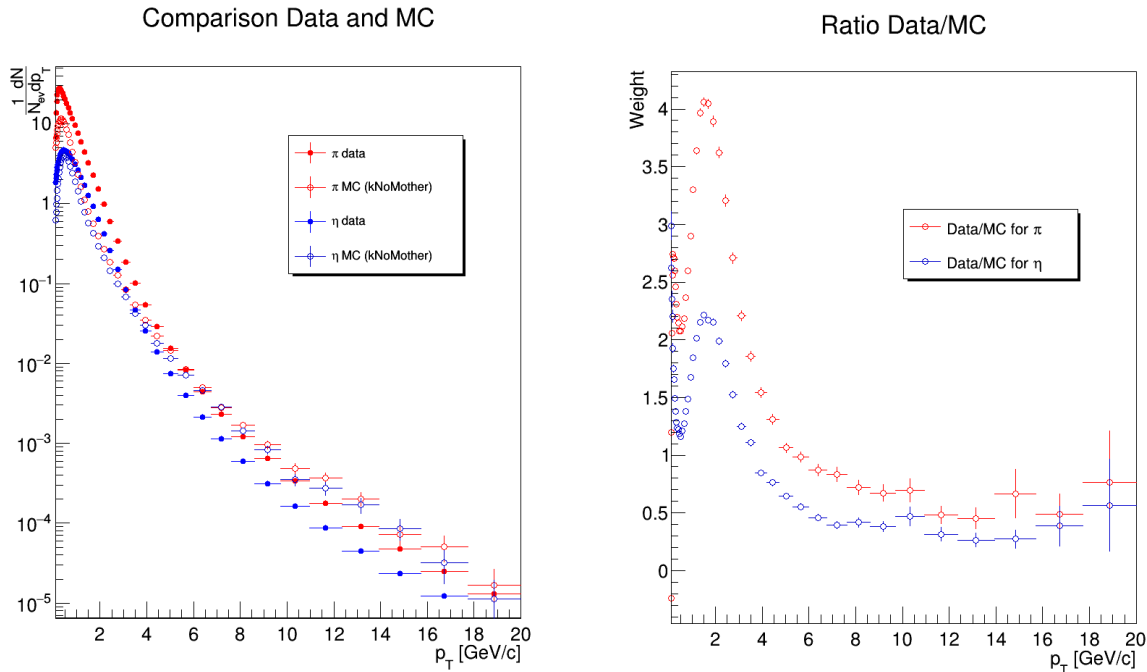 Comparison Data and MC
1 dN
N_ev dp_T
10
1
10^−1
10^−2
10^−3
10^−4
10^−5
π data
π MC (kNoMother)
η data
η MC (kNoMother)
2 4 6 8 10 12 14 16 18 20
p_T [GeV/c]
Ratio Data/MC
Weight
4
3.5
3
2.5
2
1.5
1
0.5
0
Data/MC for π
Data/MC for η
2 4 6 8 10 12 14 16 18 20
p_T [GeV/c]